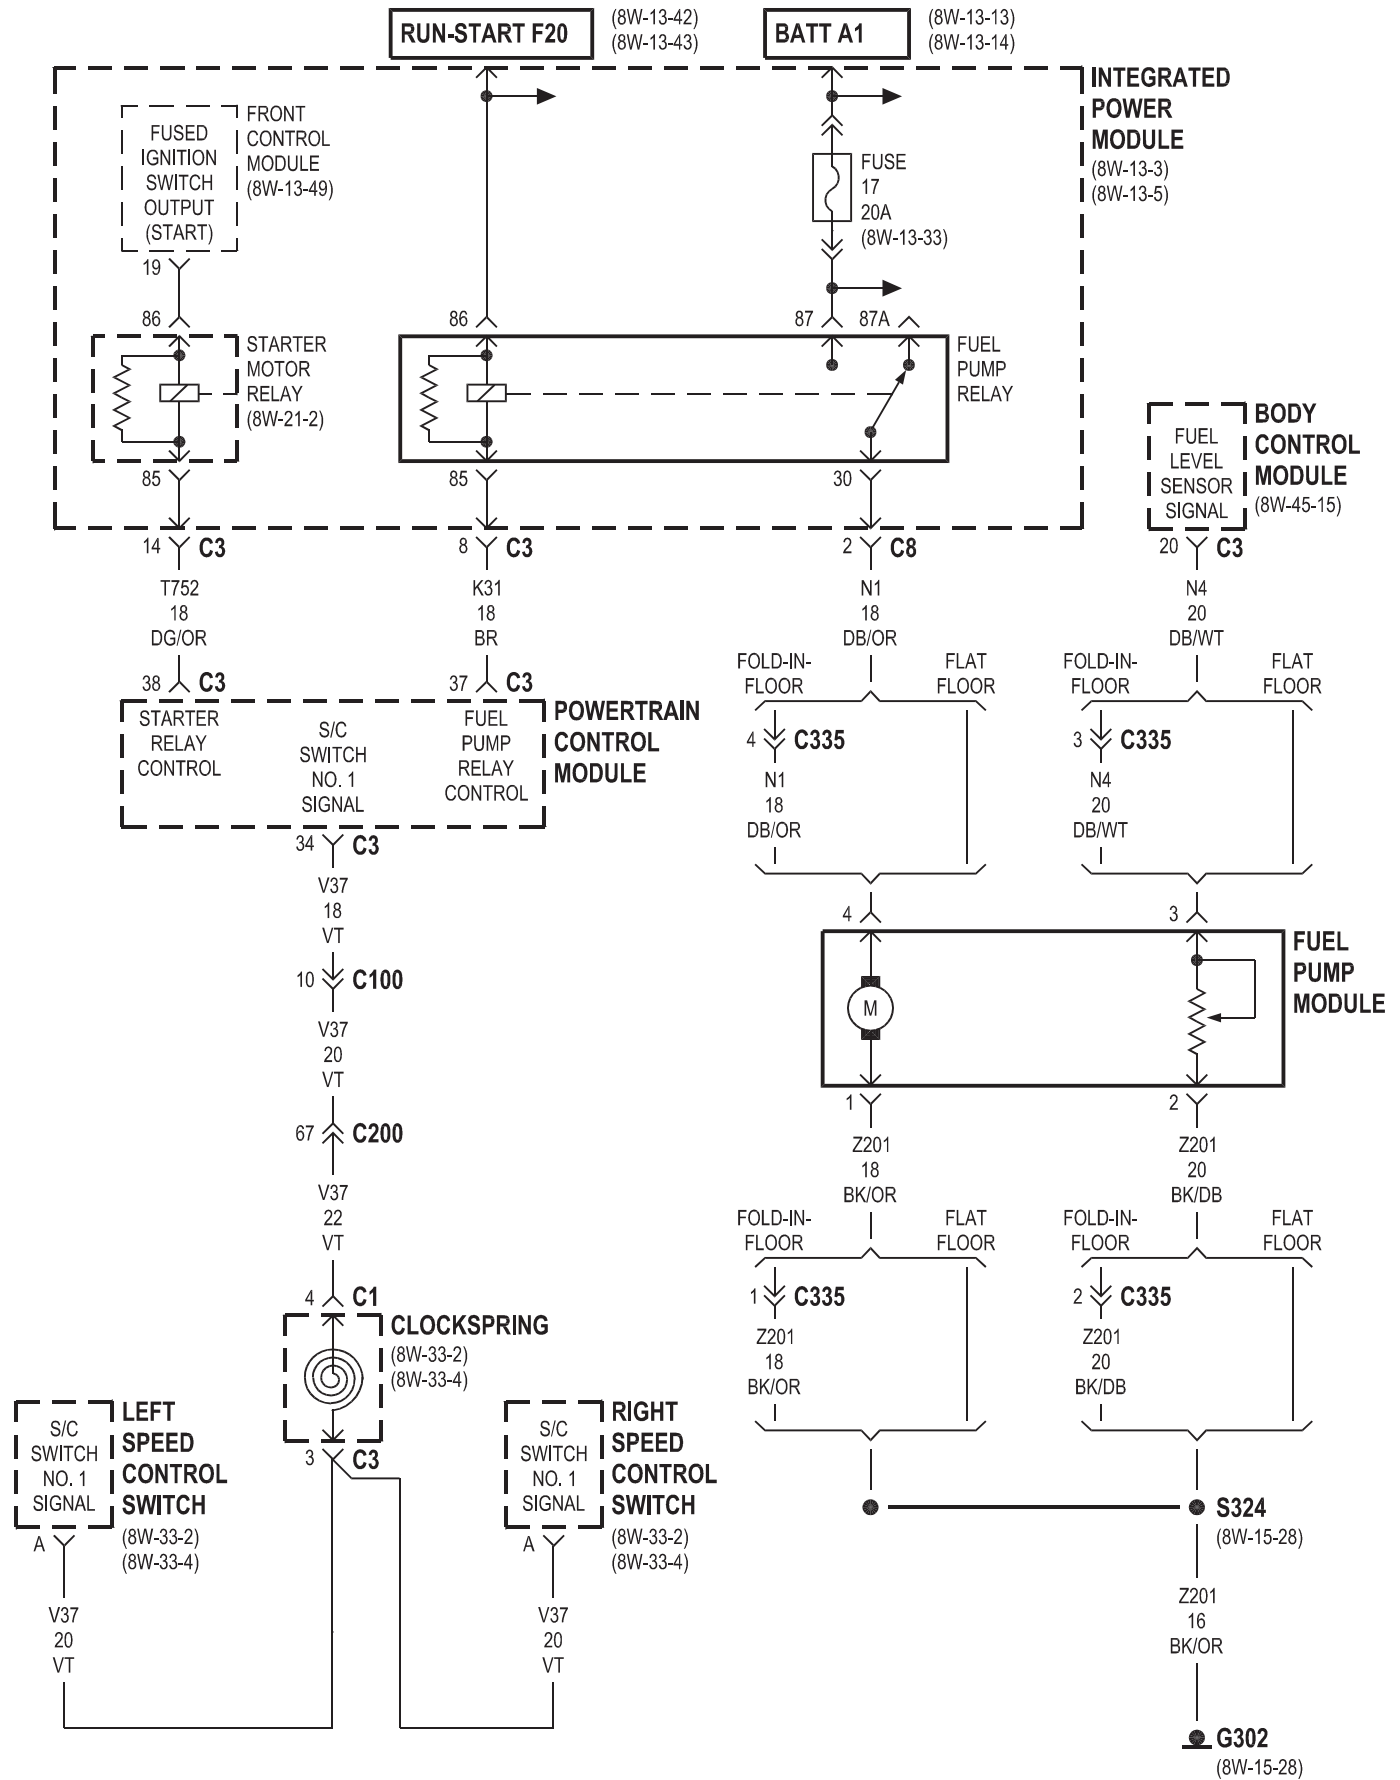 RUN-START F20
(8W-13-42)
(8W-13-43)
BATT A1
(8W-13-13)
(8W-13-14)
INTEGRATED
POWER
MODULE
(8W-13-3)
(8W-13-5)
FUSED
IGNITION
SWITCH
OUTPUT
(START)
FRONT
CONTROL
MODULE
(8W-13-49)
19
FUSE
17
20A
(8W-13-33)
86
STARTER
MOTOR
RELAY
(8W-21-2)
85
86
87
87A
FUEL
PUMP
RELAY
85
30
FUEL
LEVEL
SENSOR
SIGNAL
BODY
CONTROL
MODULE
(8W-45-15)
14
C3
8
C3
2
C8
20
C3
T752
18
DG/OR
K31
18
BR
N1
18
DB/OR
N4
20
DB/WT
38
C3
37
C3
STARTER
RELAY
CONTROL
S/C
SWITCH
NO. 1
SIGNAL
FUEL
PUMP
RELAY
CONTROL
POWERTRAIN
CONTROL
MODULE
FOLD-IN-
FLOOR
FLAT
FLOOR
FOLD-IN-
FLOOR
FLAT
FLOOR
4
C335
N1
18
DB/OR
3
C335
N4
20
DB/WT
34
C3
V37
18
VT
10
C100
V37
20
VT
67
C200
V37
22
VT
4
C1
4
3
M
FUEL
PUMP
MODULE
1
2
Z201
18
BK/OR
Z201
20
BK/DB
FOLD-IN-
FLOOR
FLAT
FLOOR
FOLD-IN-
FLOOR
FLAT
FLOOR
1
C335
Z201
18
BK/OR
2
C335
Z201
20
BK/DB
CLOCKSPRING
(8W-33-2)
(8W-33-4)
3
C3
S/C
SWITCH
NO. 1
SIGNAL
LEFT
SPEED
CONTROL
SWITCH
(8W-33-2)
(8W-33-4)
A
S/C
SWITCH
NO. 1
SIGNAL
RIGHT
SPEED
CONTROL
SWITCH
(8W-33-2)
(8W-33-4)
A
V37
20
VT
V37
20
VT
S324
(8W-15-28)
Z201
16
BK/OR
G302
(8W-15-28)